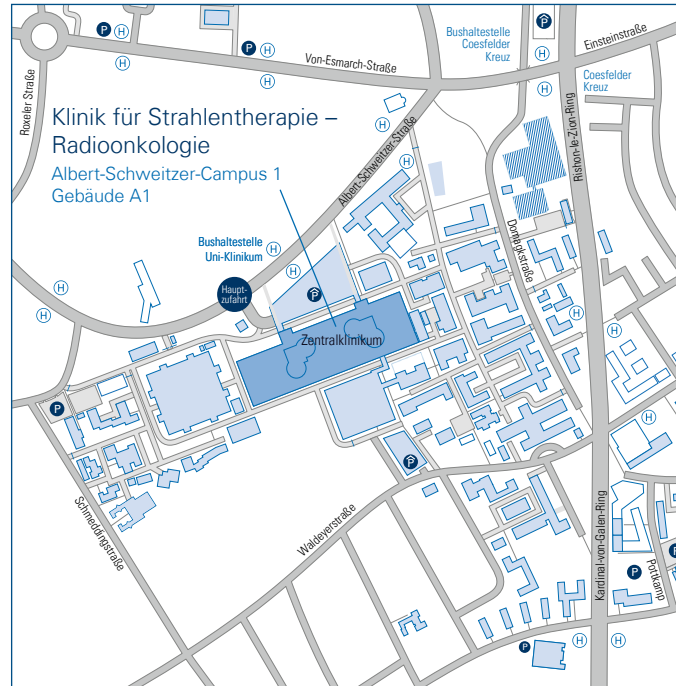 P
H
H
P
H
H
Von-Esmarch-Straße
Bushaltestelle
Coesfelder
Kreuz
P
H
H
Einsteinstraße
Coesfelder
Kreuz
H
H
Roxeler Straße
Klinik für Strahlentherapie –
Radioonkologie
Albert-Schweitzer-Campus 1
Gebäude A1
Albert-Schweitzer-Straße
H
H
Rishon-le-Zion-Ring
Domagkstraße
Bushaltestelle
Uni-Klinikum
H
H
Haupt-
zufahrt
P
H
H
H
H
Zentralklinikum
P
H
P
Schmeddingstraße
Waldeyerstraße
Kardinal-von-Galen-Ring
Pottkamp
P
P
P
H
H